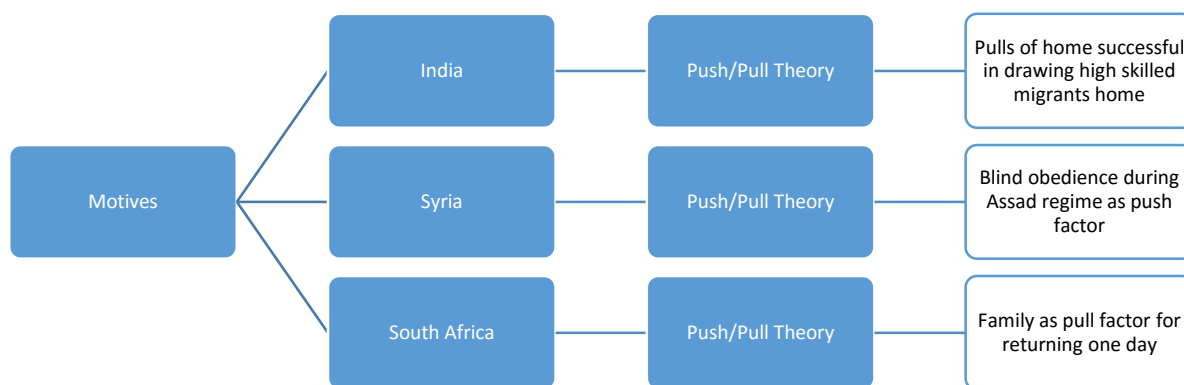 India
Push/Pull Theory
Pulls of home successful
in drawing high skilled
migrants home
Motives
Syria
Push/Pull Theory
Blind obedience during
Assad regime as push
factor
South Africa
Push/Pull Theory
Family as pull factor for
returning one day